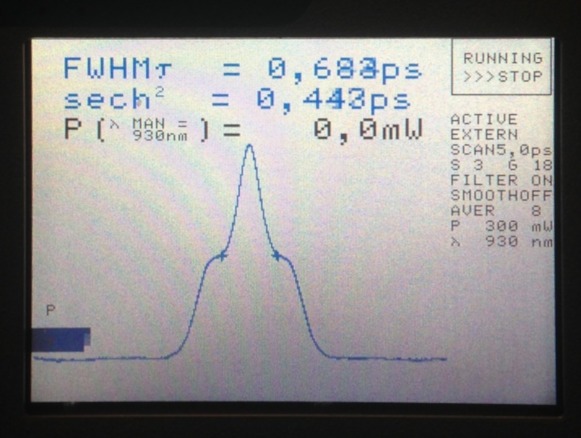 FWHMτ = 0,683ps
sech² = 0,443ps
P (λ MAN = 930nm) = 0,0mW
RUNNING
>>>STOP
ACTIVE
EXTERN
SCAN5,0ps
S 3 G 18
FILTER ON
SMOOTHOFF
AVER 8
P 300 mW
λ 930 nm
P